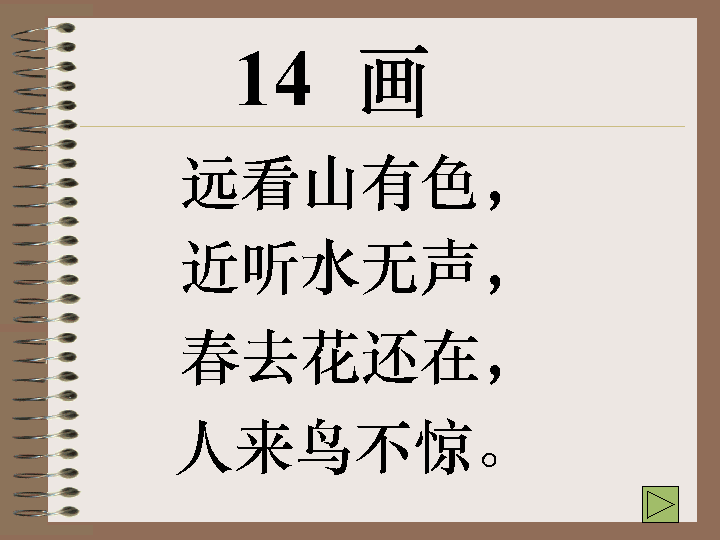 14 画
远看山有色，
近听水无声，
春去花还在，
人来鸟不惊。